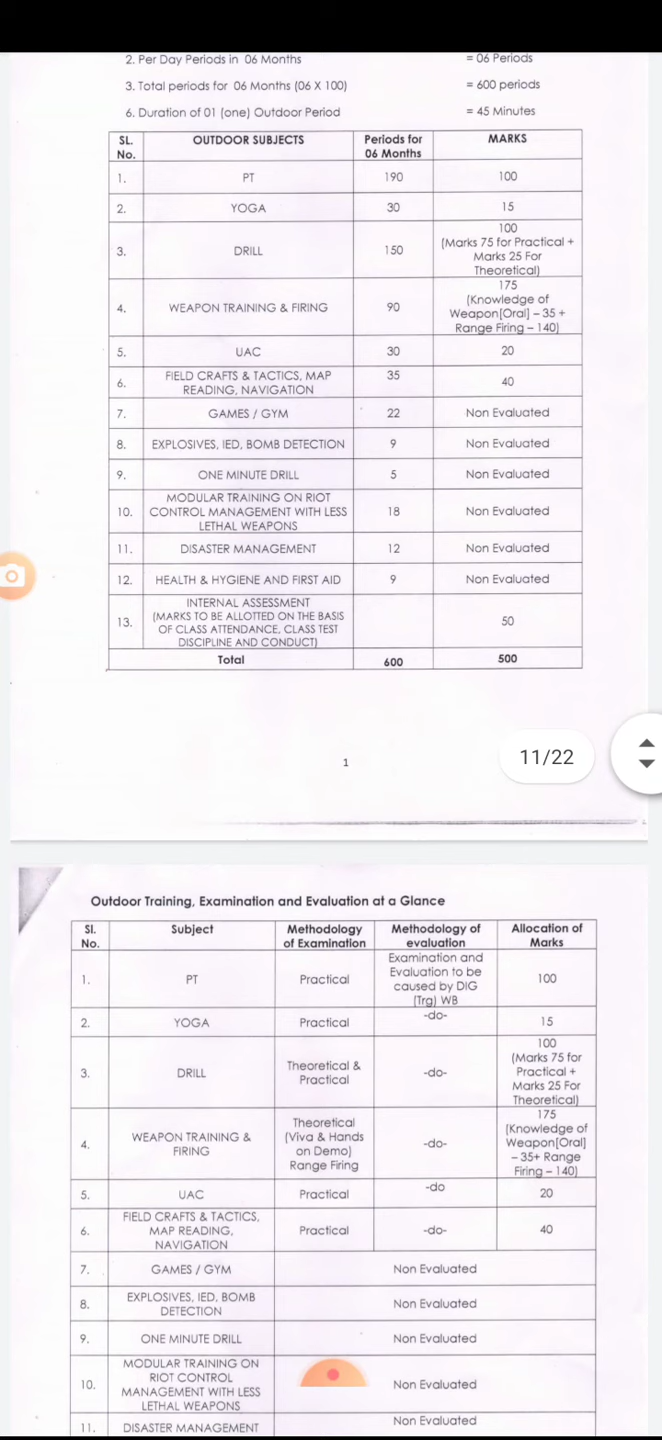 2. Per Day Periods in 06 Months = 06 Periods
3. Total periods for 06 Months (06 X 100) = 600 periods
6. Duration of 01 (one) Outdoor Period = 45 Minutes
SL. No. OUTDOOR SUBJECTS Periods for 06 Months MARKS
1. PT 190 100
2. YOGA 30 15
3. DRILL 150 100
(Marks 75 for Practical +
Marks 25 For
Theoretical)
4. WEAPON TRAINING & FIRING 90 175
(Knowledge of
Weapon[Oral] – 35 +
Range Firing – 140)
5. UAC 30 20
6. FIELD CRAFTS & TACTICS, MAP
READING, NAVIGATION 35 40
7. GAMES / GYM 22 Non Evaluated
8. EXPLOSIVES, IED, BOMB DETECTION 9 Non Evaluated
9. ONE MINUTE DRILL 5 Non Evaluated
10. MODULAR TRAINING ON RIOT
CONTROL MANAGEMENT WITH LESS
LETHAL WEAPONS 18 Non Evaluated
11. DISASTER MANAGEMENT 12 Non Evaluated
12. HEALTH & HYGIENE AND FIRST AID 9 Non Evaluated
13. INTERNAL ASSESSMENT
(MARKS TO BE ALLOTTED ON THE BASIS
OF CLASS ATTENDANCE, CLASS TEST
DISCIPLINE AND CONDUCT) 50
Total 600 500
1
11/22
Outdoor Training, Examination and Evaluation at a Glance
Sl. No. Subject Methodology of Examination Methodology of evaluation Allocation of Marks
1. PT Practical Examination and
Evaluation to be
caused by DIG
(Trg) WB 100
2. YOGA Practical -do- 15
3. DRILL Theoretical &
Practical -do- 100
(Marks 75 for
Practical +
Marks 25 For
Theoretical)
4. WEAPON TRAINING &
FIRING Theoretical
(Viva & Hands
on Demo)
Range Firing -do- 175
(Knowledge of
Weapon[Oral]
– 35+ Range
Firing – 140)
5. UAC Practical -do 20
6. FIELD CRAFTS & TACTICS,
MAP READING,
NAVIGATION Practical -do- 40
7. GAMES / GYM Non Evaluated
8. EXPLOSIVES, IED, BOMB
DETECTION Non Evaluated
9. ONE MINUTE DRILL Non Evaluated
10. MODULAR TRAINING ON
RIOT CONTROL
MANAGEMENT WITH LESS
LETHAL WEAPONS Non Evaluated
11. DISASTER MANAGEMENT Non Evaluated